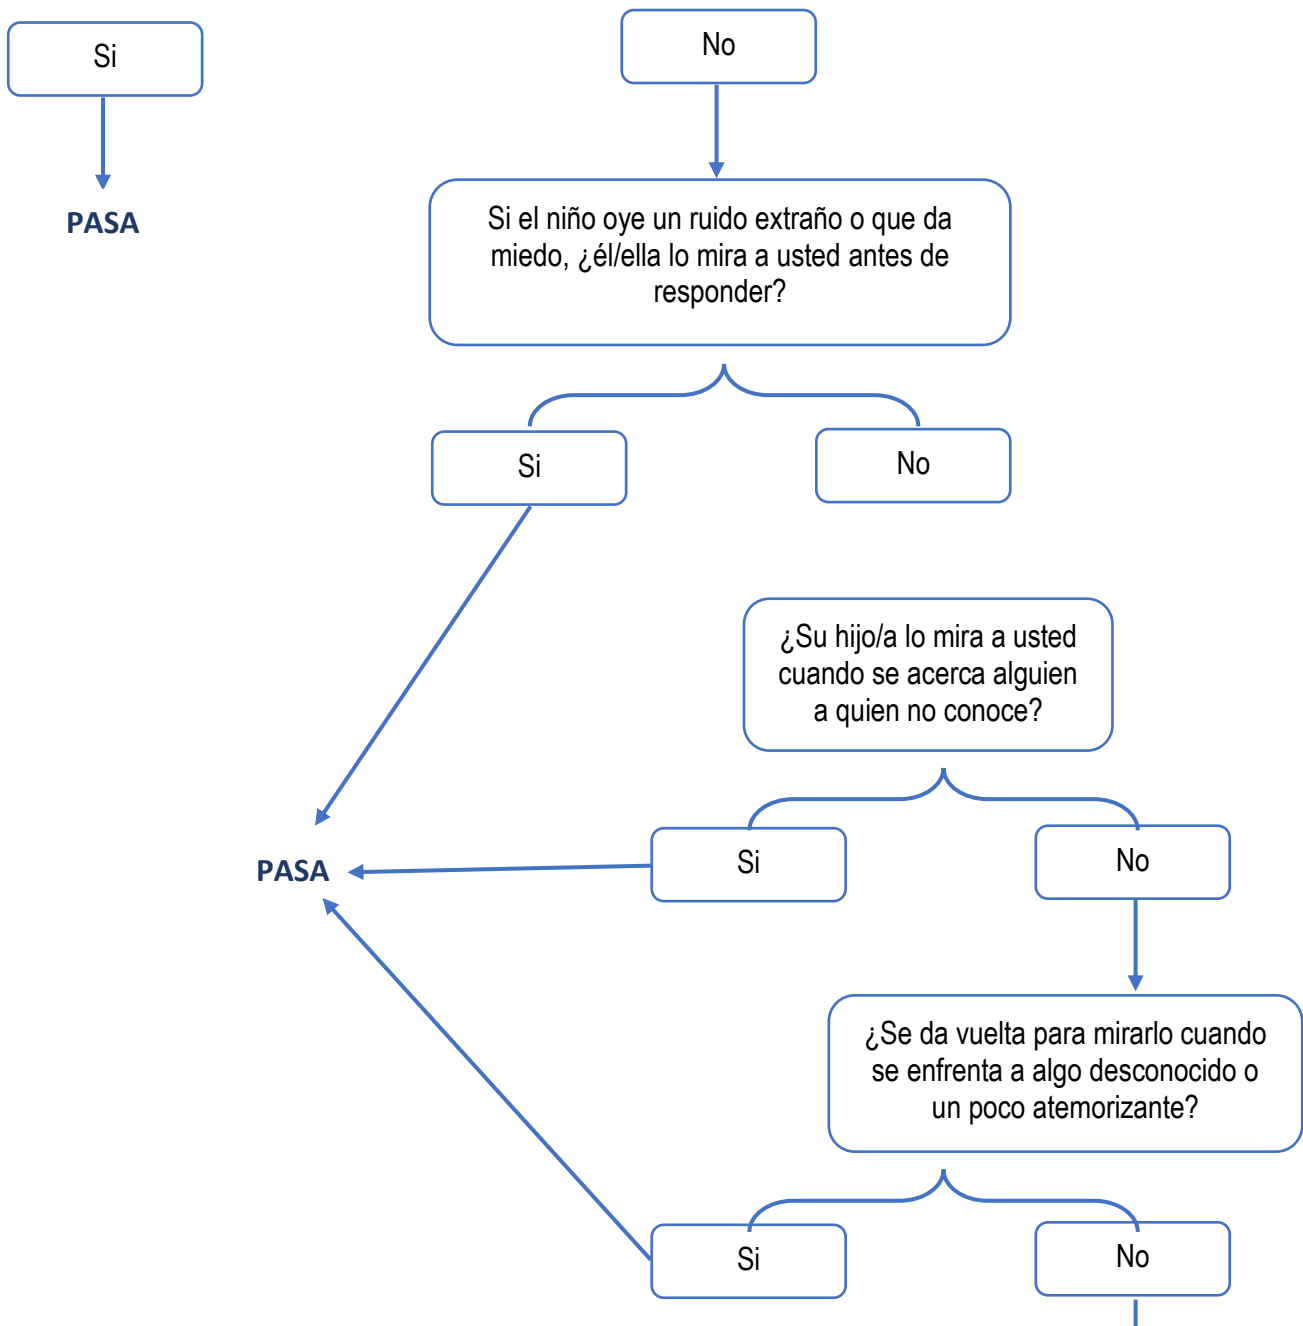 Si
No
PASA
Si el niño oye un ruido extraño o que da
miedo, ¿él/ella lo mira a usted antes de
responder?
Si
No
¿Su hijo/a lo mira a usted
cuando se acerca alguien
a quien no conoce?
PASA
Si
No
¿Se da vuelta para mirarlo cuando
se enfrenta a algo desconocido o
un poco atemorizante?
Si
No